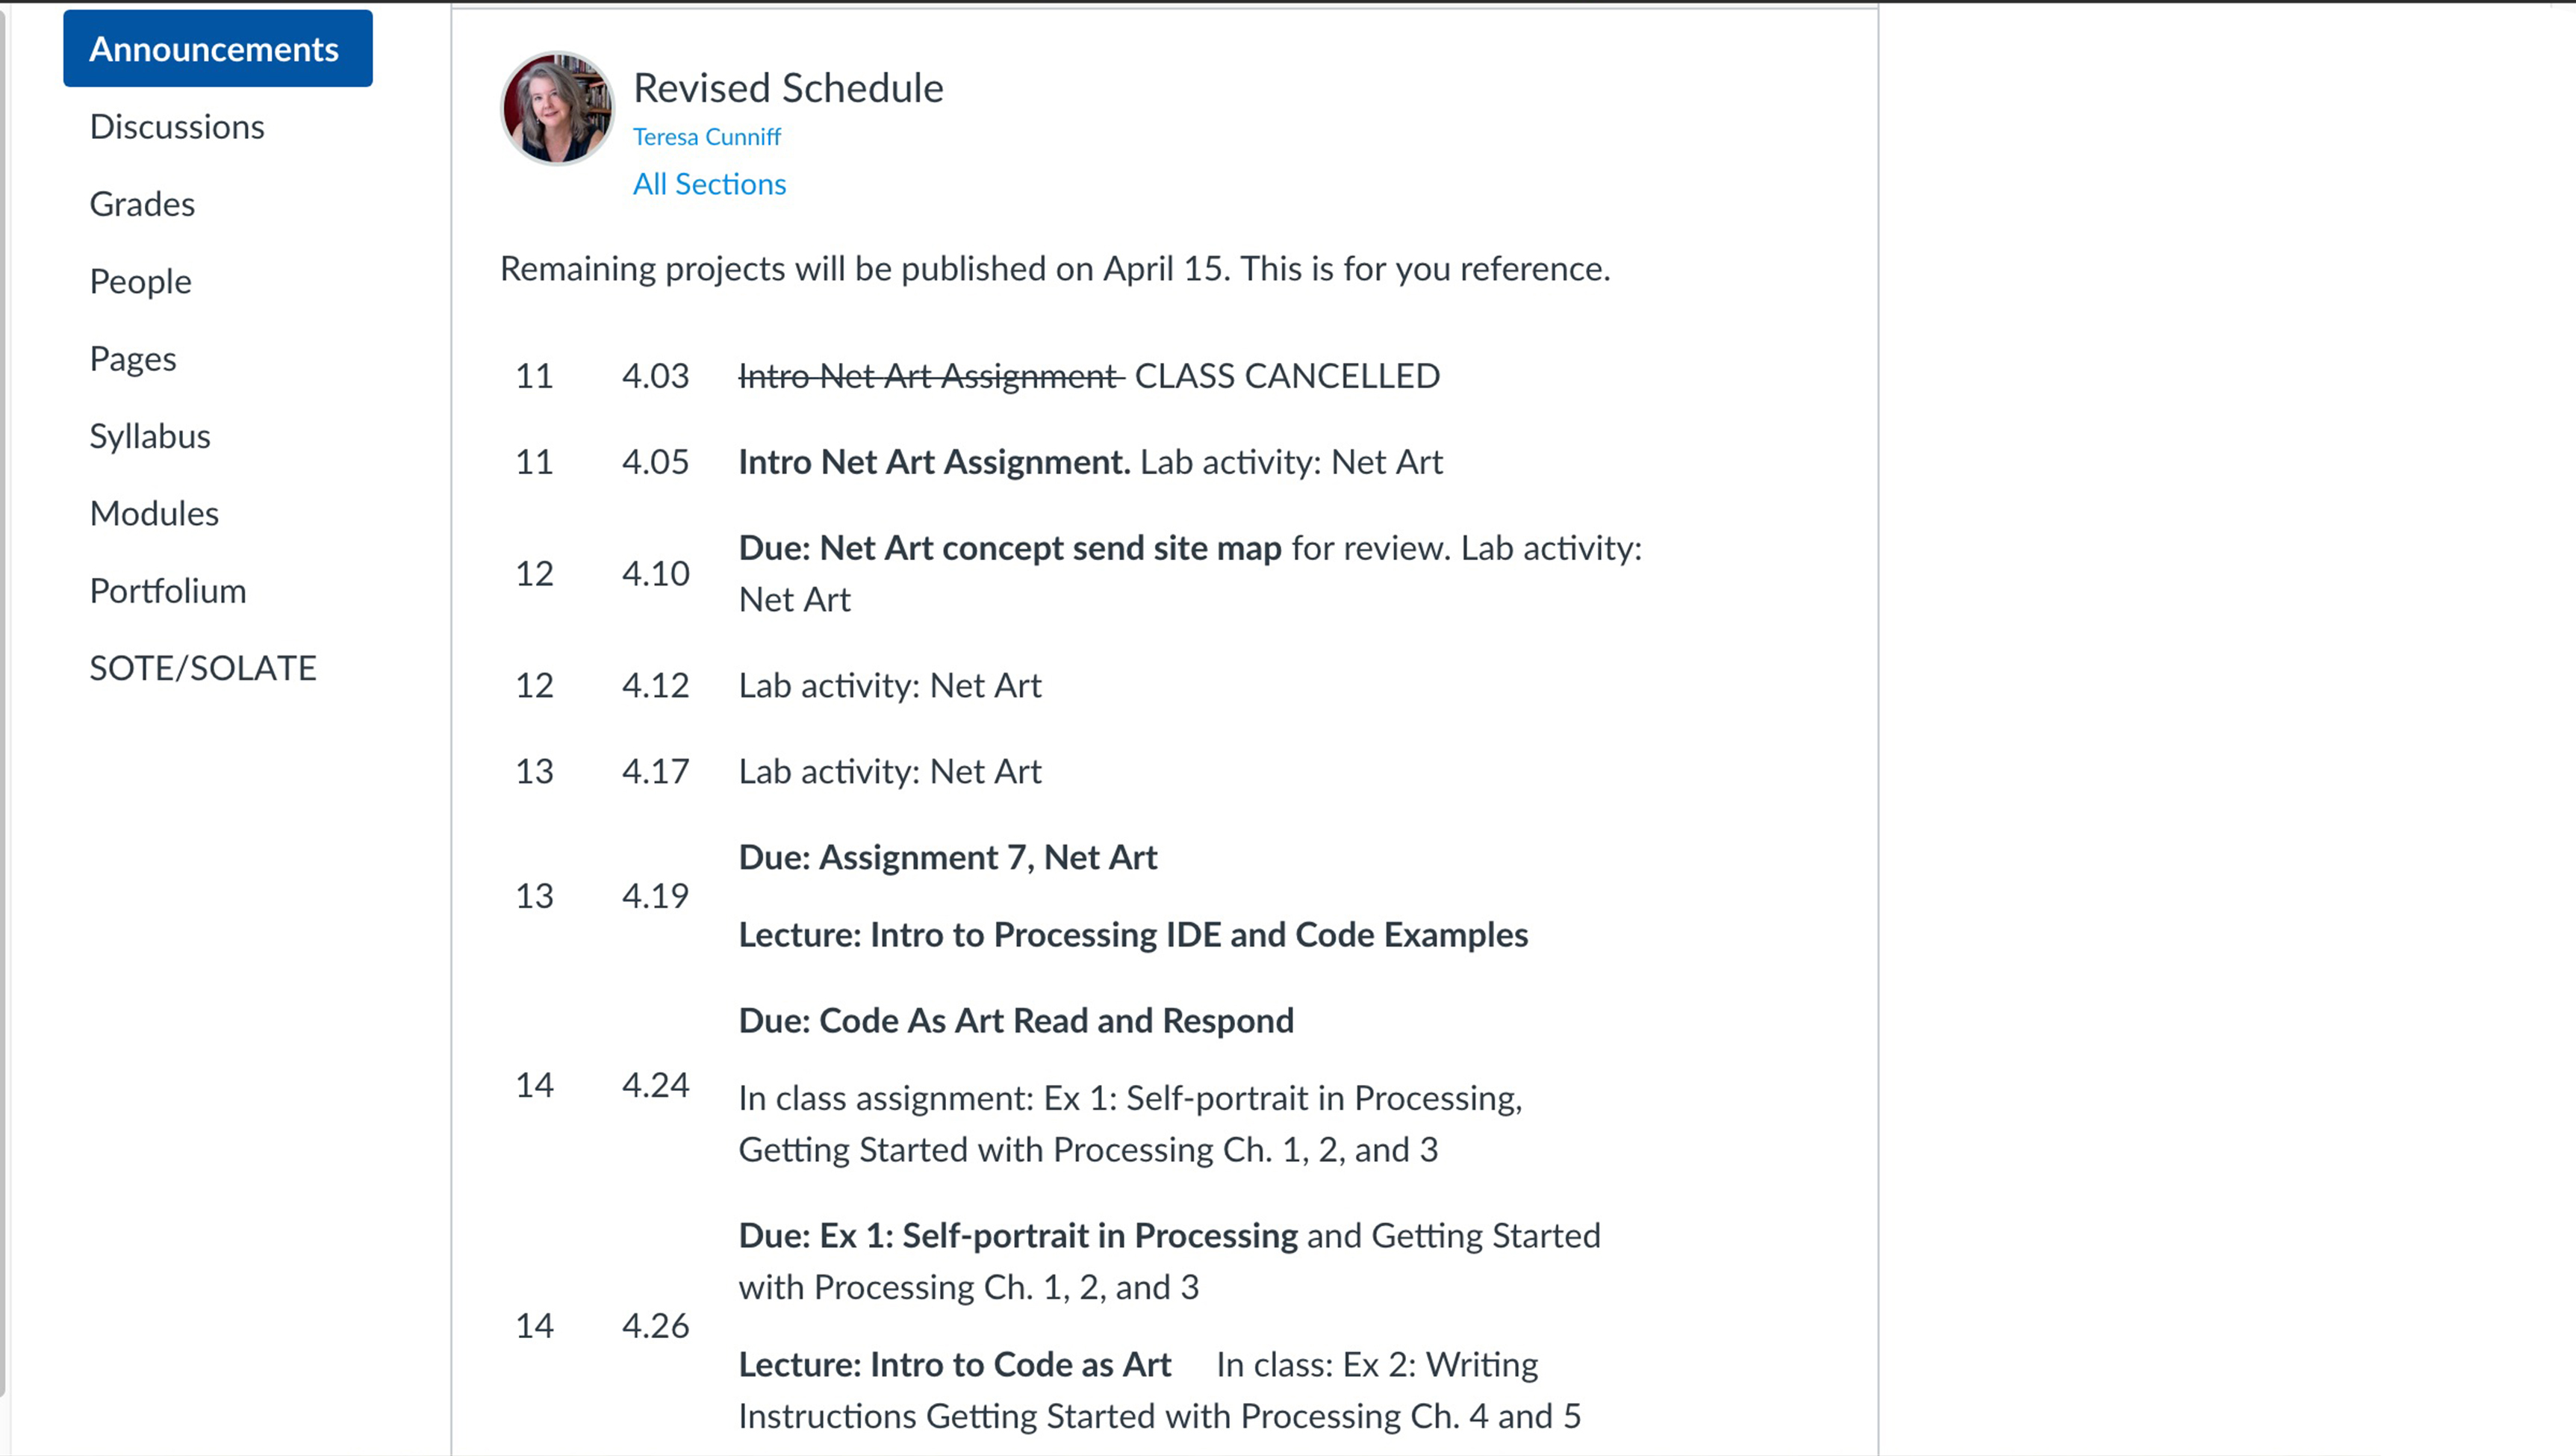 Announcements
Discussions
Grades
People
Pages
Syllabus
Modules
Portfolium
SOTE/SOLATE
Revised Schedule
Teresa Cunniff
All Sections
Remaining projects will be published on April 15. This is for you reference.
11 4.03 Intro Net Art Assignment CLASS CANCELLED
11 4.05 Intro Net Art Assignment. Lab activity: Net Art
12 4.10 Due: Net Art concept send site map for review. Lab activity:
Net Art
12 4.12 Lab activity: Net Art
13 4.17 Lab activity: Net Art
13 4.19 Due: Assignment 7, Net Art
Lecture: Intro to Processing IDE and Code Examples
14 4.24 Due: Code As Art Read and Respond
In class assignment: Ex 1: Self-portrait in Processing,
Getting Started with Processing Ch. 1, 2, and 3
14 4.26 Due: Ex 1: Self-portrait in Processing and Getting Started
with Processing Ch. 1, 2, and 3
Lecture: Intro to Code as Art In class: Ex 2: Writing
Instructions Getting Started with Processing Ch. 4 and 5